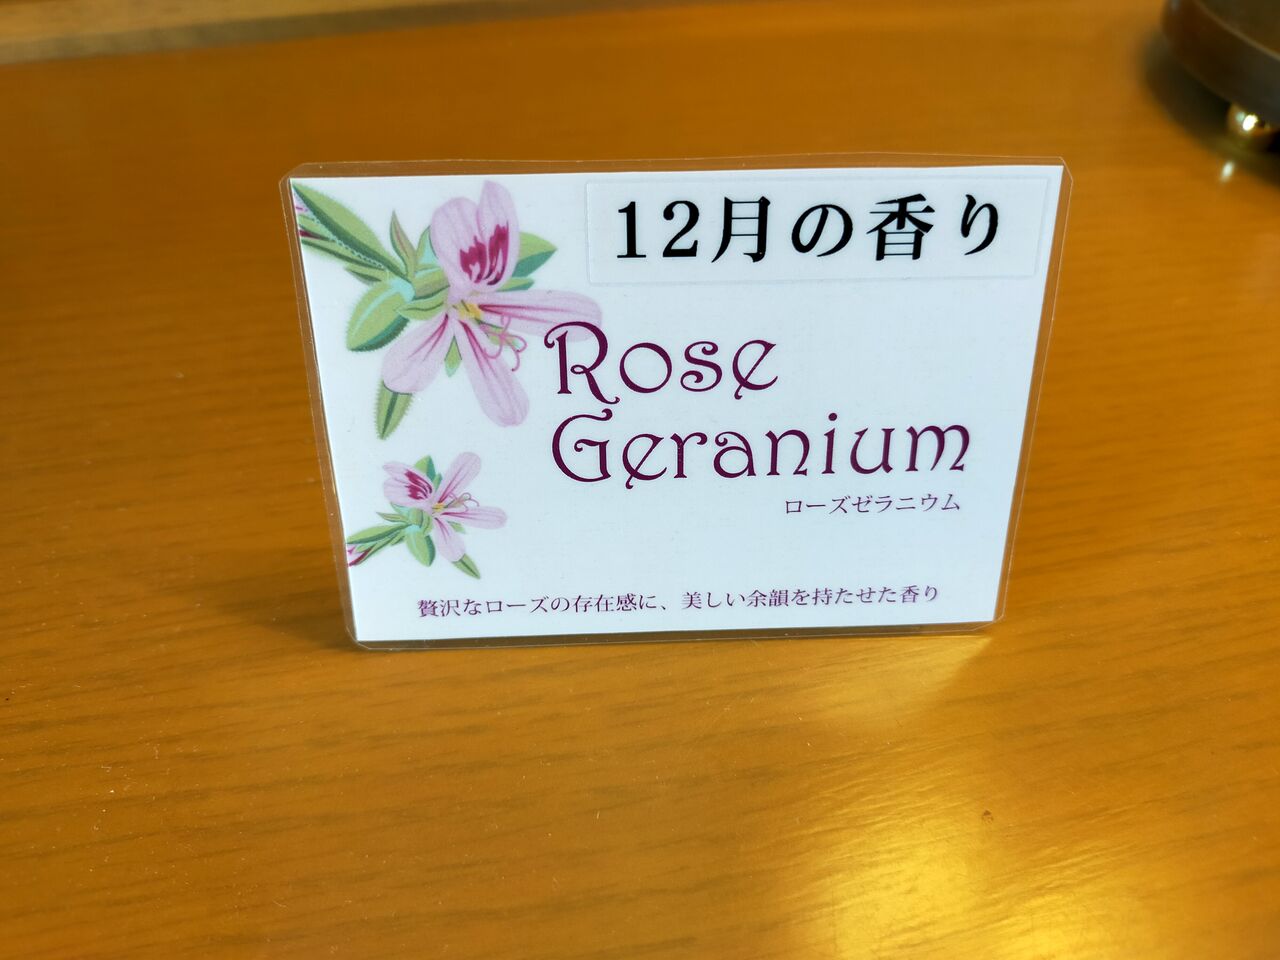 12月の香り
Rose
Geranium
ローズゼラニウム
贅沢なローズの存在感に、美しい余韻を持たせた香り